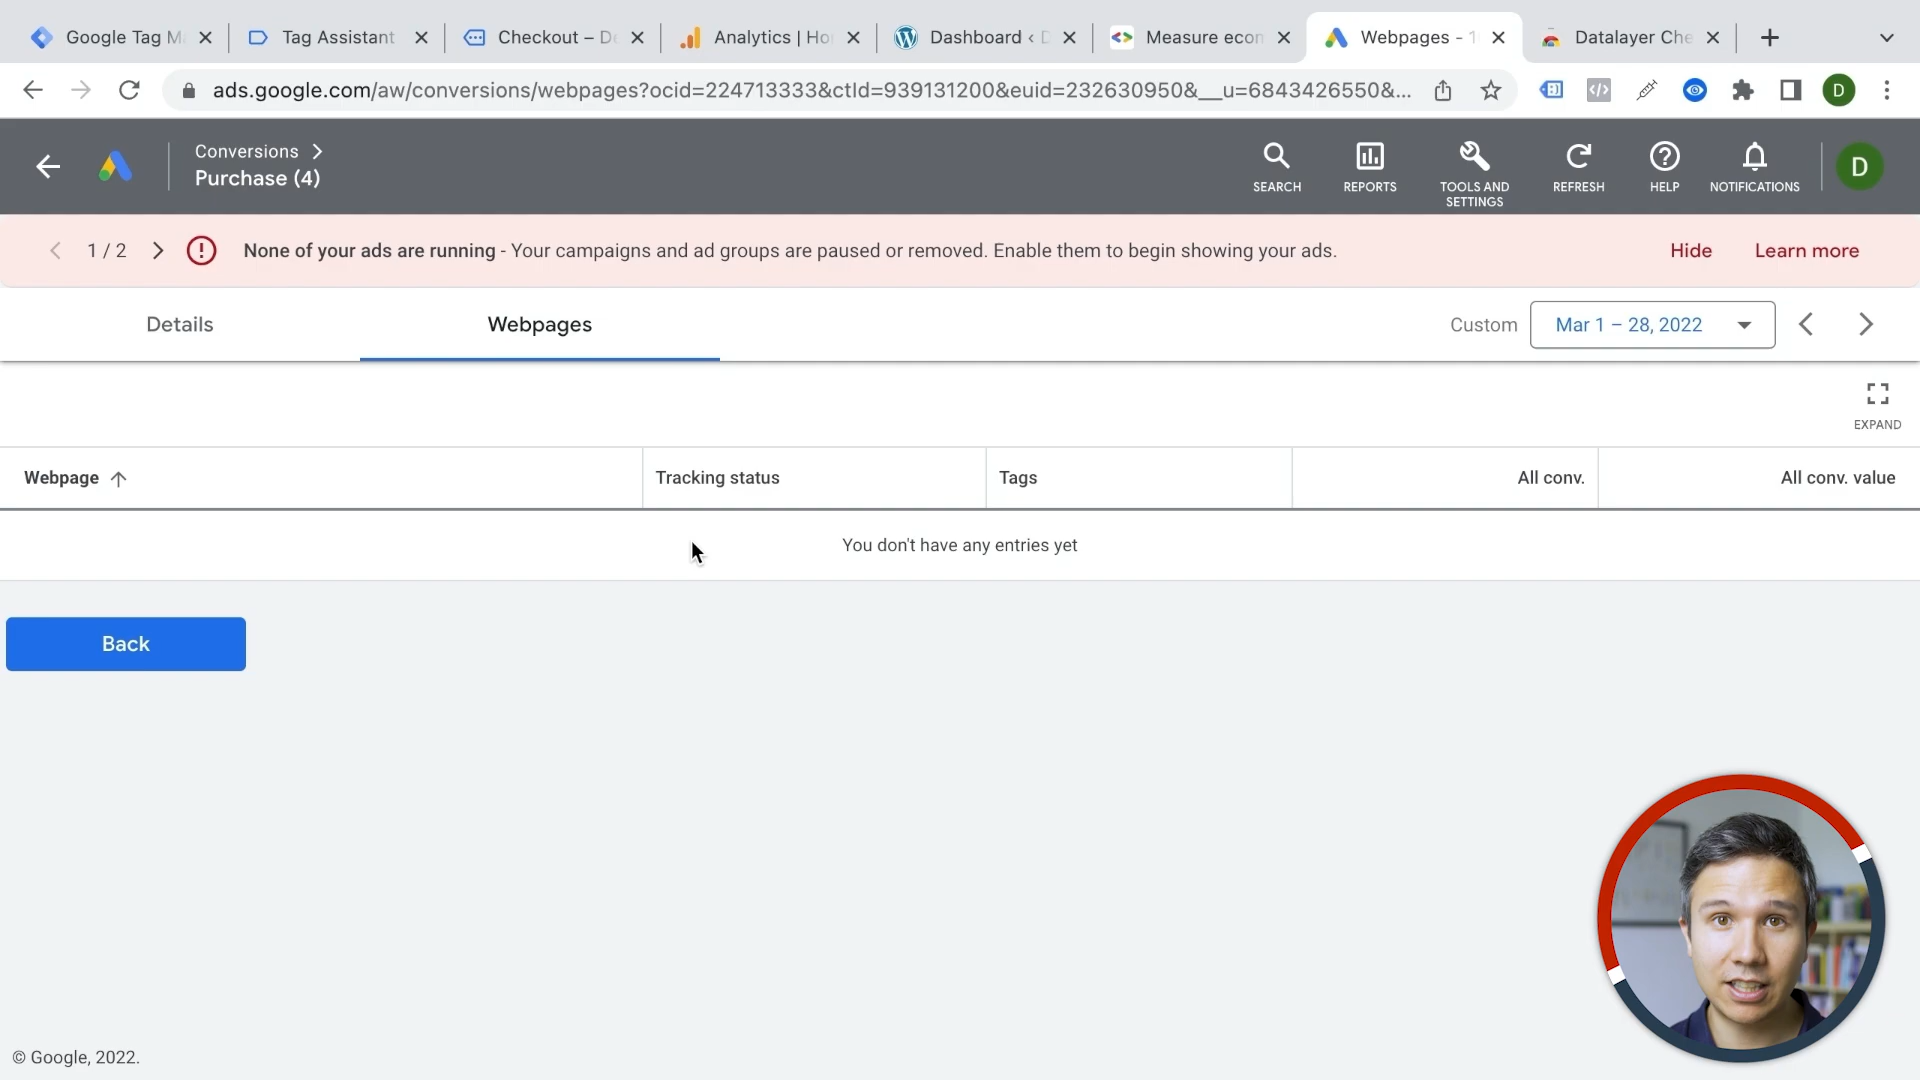 Google Tag M
Tag Assistant
Checkout – De
Analytics | Ho
Dashboard ‹ D
Measure econ
Webpages - 1
Datalayer Che
ads.google.com/aw/conversions/webpages?ocid=224713333&ctId=939131200&euid=232630950&__u=6843426550&...
D
Conversions
Purchase (4)
SEARCH
REPORTS
TOOLS AND
SETTINGS
REFRESH
HELP
NOTIFICATIONS
D
1 / 2
None of your ads are running - Your campaigns and ad groups are paused or removed. Enable them to begin showing your ads.
Hide
Learn more
Details
Webpages
Custom
Mar 1 – 28, 2022
EXPAND
Webpage
Tracking status
Tags
All conv.
All conv. value
You don't have any entries yet
Back
© Google, 2022.